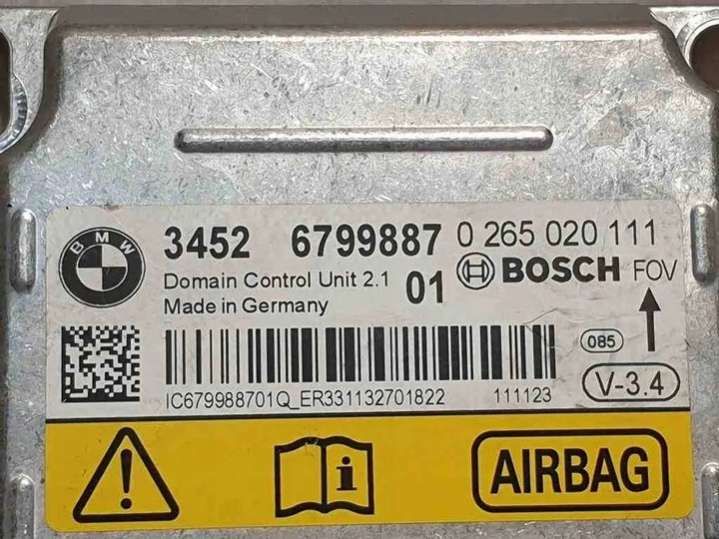 BMW
3452 6799887 0 265 020 111
Domain Control Unit 2.1 01 BOSCH FOV
Made in Germany
085
V-3.4
IC679988701Q_ER331132701822 111123
i AIRBAG